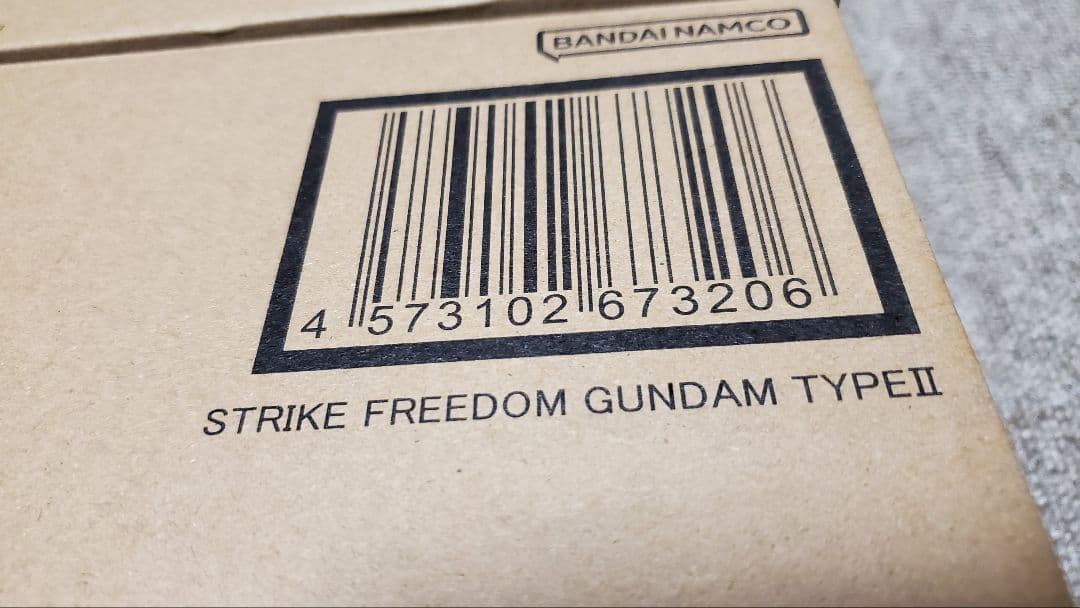 BANDAI NAMCO
4 573102 673206
STRIKE FREEDOM GUNDAM TYPEⅡ